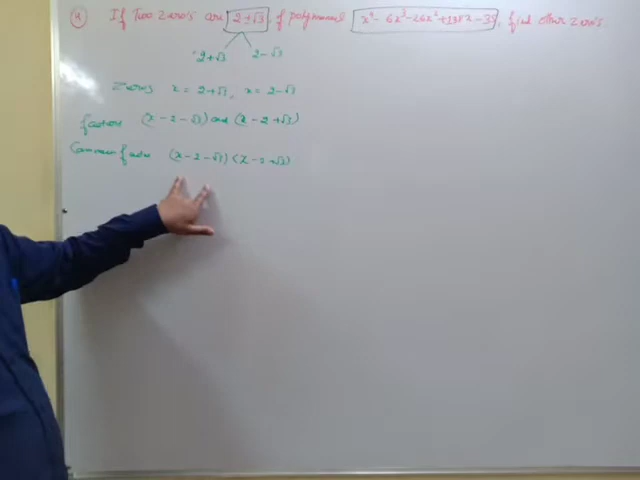 (4) If Two Zero's are 2±√3 of polynomial x⁴ - 6x³ - 26x² + 138x - 35, find other Zero's.
2+√3 2-√3
Zeros x = 2+√3, x = 2-√3
factors (x-2-√3) and (x-2+√3)
Common factor (x-2-√3) (x-2+√3)